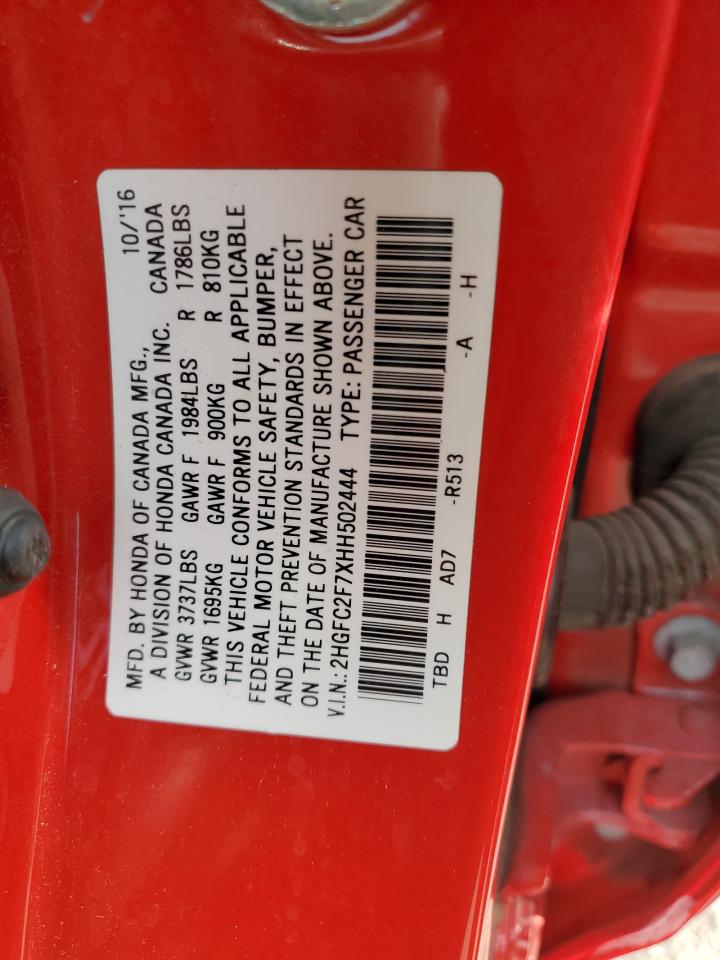 MFD. BY HONDA OF CANADA MFG., 10/'16
A DIVISION OF HONDA CANADA INC. CANADA
GVWR 3737LBS GAWR F 1984LBS R 1786LBS
GVWR 1695KG GAWR F 900KG R 810KG
THIS VEHICLE CONFORMS TO ALL APPLICABLE
FEDERAL MOTOR VEHICLE SAFETY, BUMPER,
AND THEFT PREVENTION STANDARDS IN EFFECT
ON THE DATE OF MANUFACTURE SHOWN ABOVE.
V.I.N.: 2HGFC2F7XHH502444 TYPE: PASSENGER CAR
TBD H AD7 -R513 -A -H